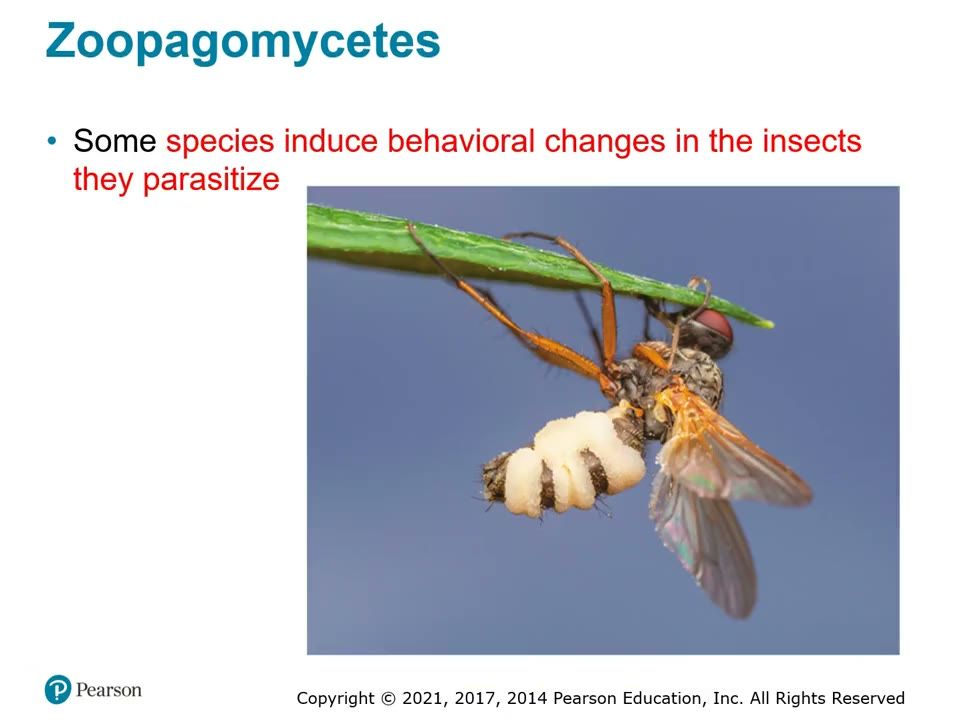 Zoopagomycetes
• Some species induce behavioral changes in the insects
they parasitize
Pearson
Copyright © 2021, 2017, 2014 Pearson Education, Inc. All Rights Reserved